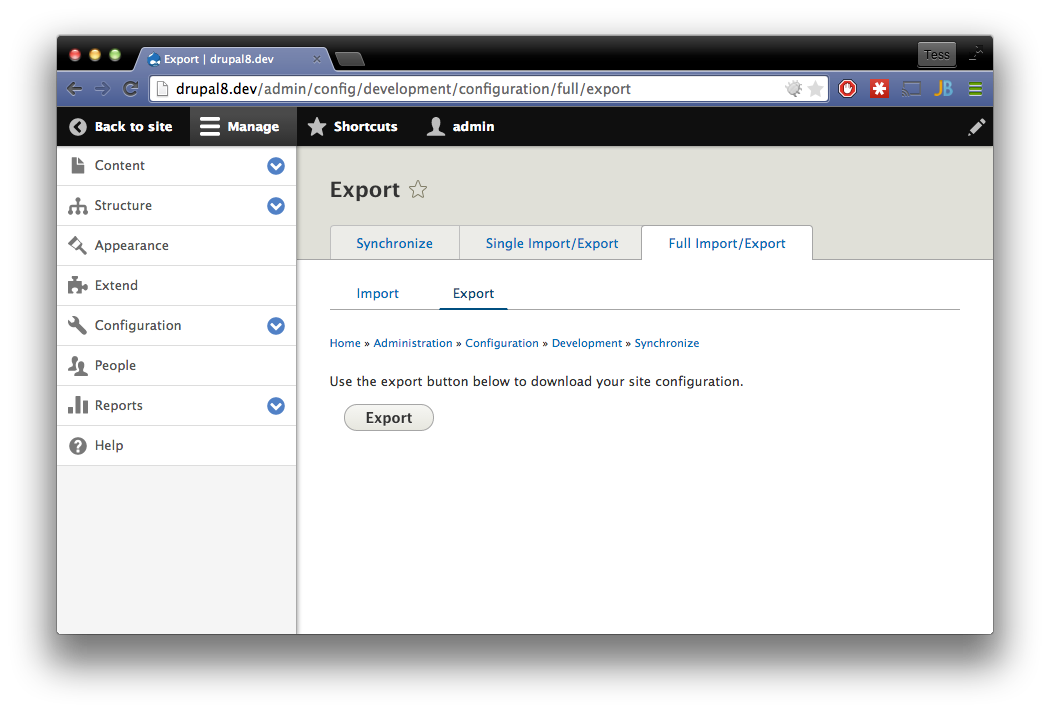 Export | drupal8.dev
Tess
drupal8.dev/admin/config/development/configuration/full/export
JB
Back to site Manage Shortcuts admin
Content
Structure
Appearance
Extend
Configuration
People
Reports
Help
Export
Synchronize Single Import/Export Full Import/Export
Import Export
Home » Administration » Configuration » Development » Synchronize
Use the export button below to download your site configuration.
Export